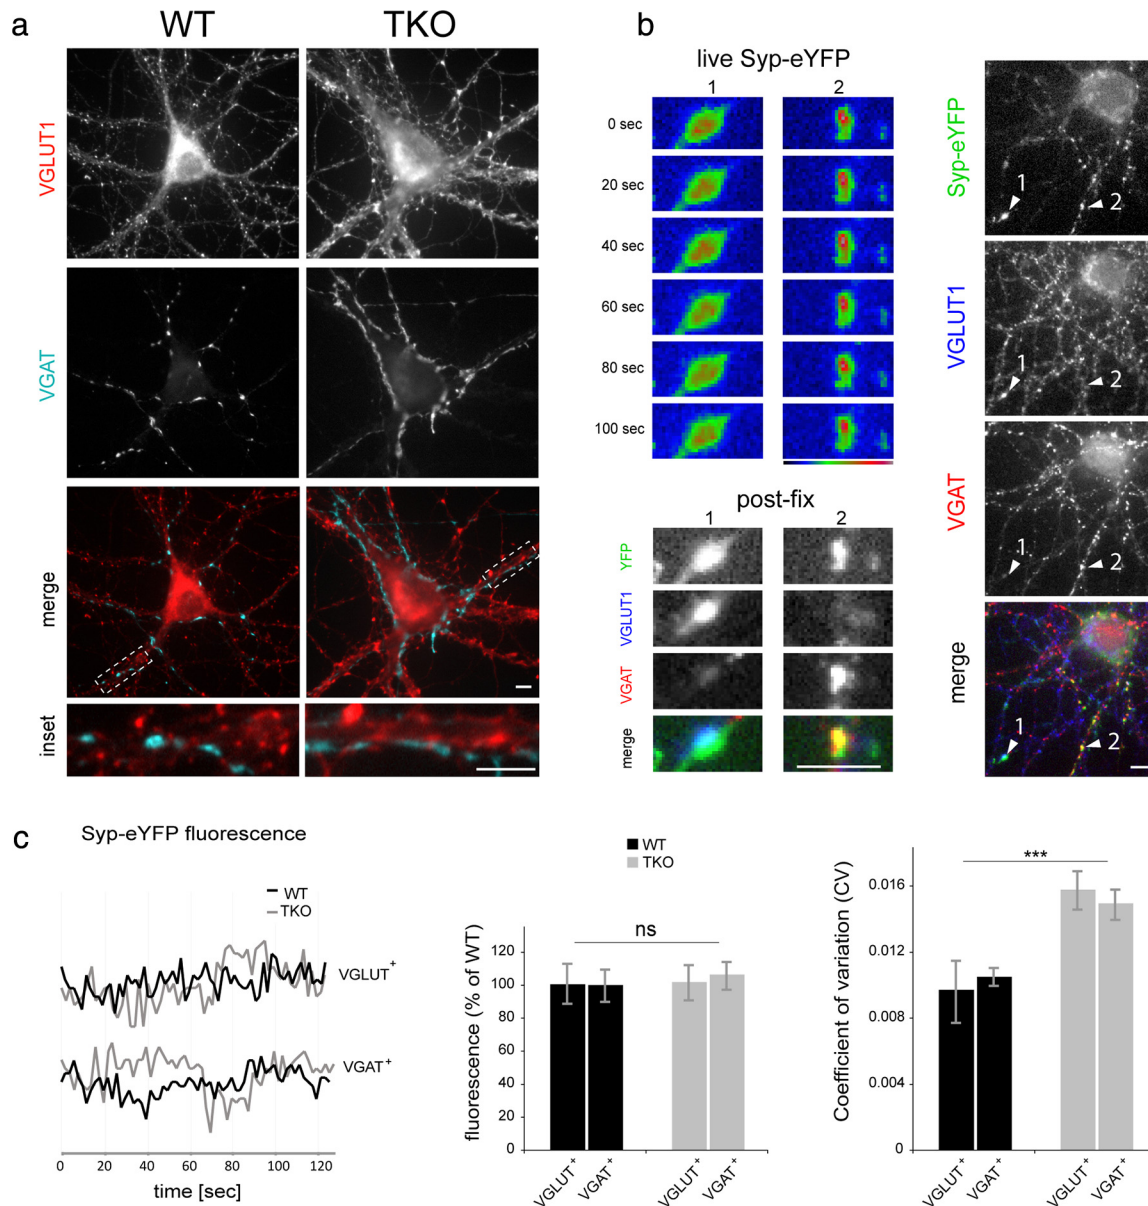 a
WT
TKO
VGLUT1
VGAT
merge
inset
b
live Syp-eYFP
1
2
0 sec
20 sec
40 sec
60 sec
80 sec
100 sec
post-fix
1
2
YFP
VGLUT1
VGAT
merge
Syp-eYFP
1
2
VGLUT1
1
2
VGAT
1
2
merge
1
2
c
Syp-eYFP fluorescence
WT
TKO
VGLUT+
VGAT+
0 20 40 60 80 100 120
time [sec]
WT
TKO
fluorescence (% of WT)
120
100
80
60
40
20
0
ns
VGLUT+ VGAT+ VGLUT+ VGAT+
Coefficient of variation (CV)
0.016
0.012
0.008
0.004
0
***
VGLUT+ VGAT+ VGLUT+ VGAT+